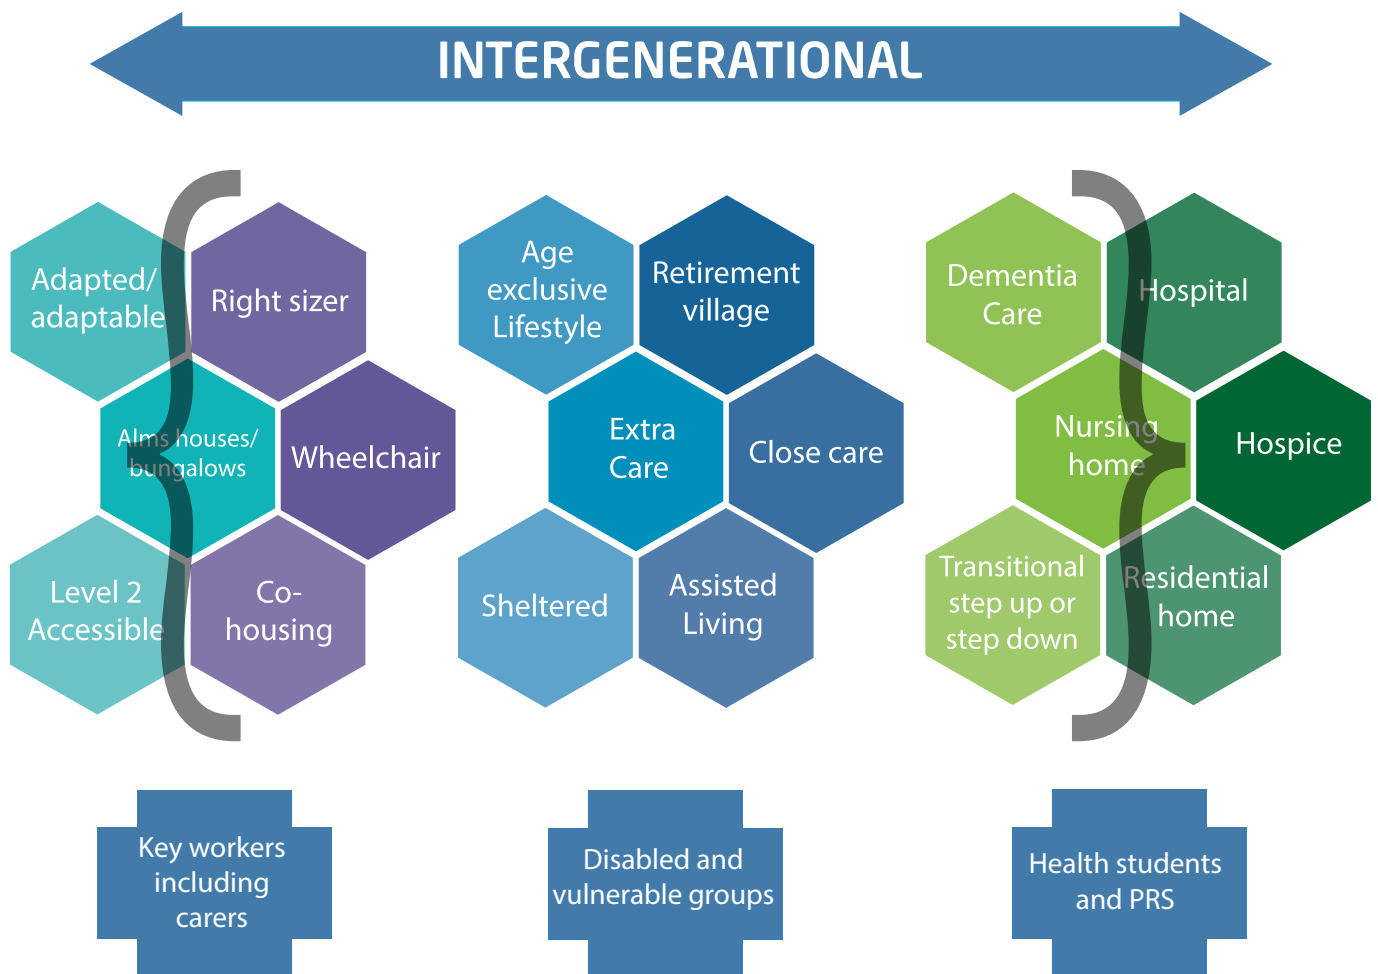 INTERGENERATIONAL
Adapted/
adaptable
Right sizer
Alms houses/
bungalows
Wheelchair
Level 2
Accessible
Co-
housing
Age
exclusive
Lifestyle
Retirement
village
Extra
Care
Close care
Sheltered
Assisted
Living
Dementia
Care
Hospital
Nursing
home
Hospice
Transitional
step up or
step down
Residential
home
Key workers
including
carers
Disabled and
vulnerable groups
Health students
and PRS